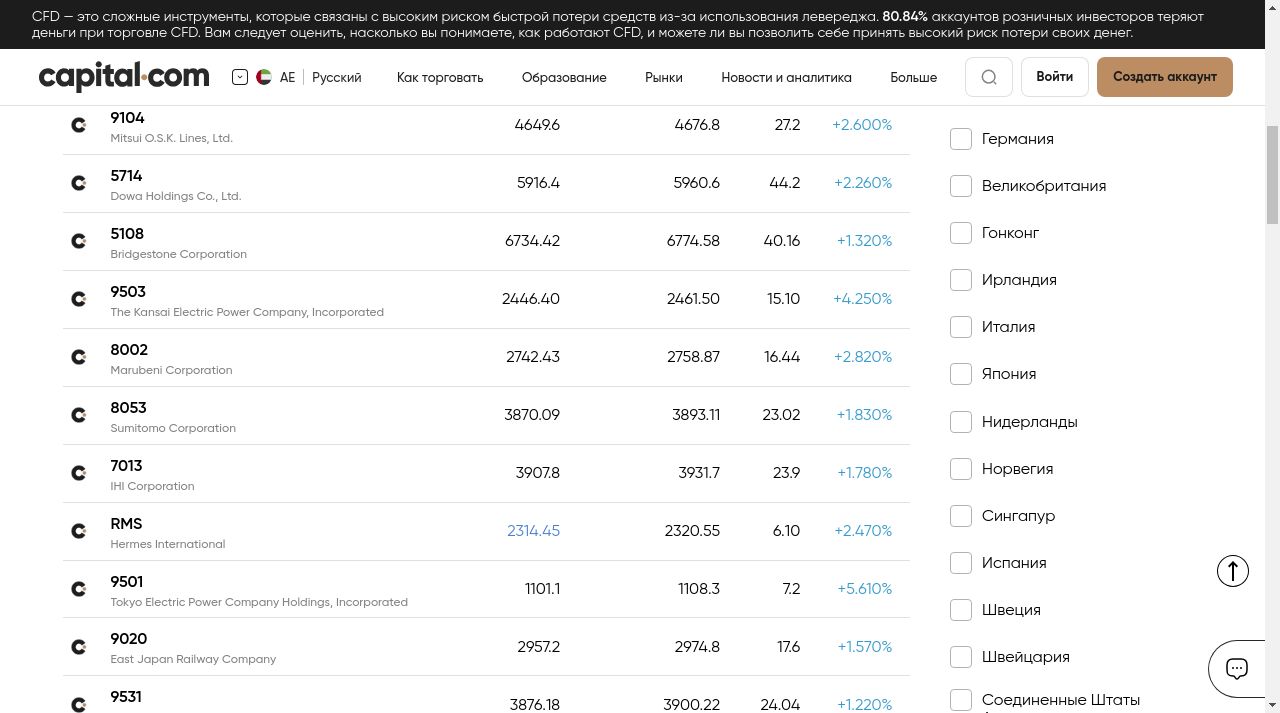 CFD — это сложные инструменты, которые связаны с высоким риском быстрой потери средств из-за использования левереджа. 80.84% аккаунтов розничных инвесторов теряют
деньги при торговле CFD. Вам следует оценить, насколько вы понимаете, как работают CFD, и можете ли вы позволить себе принять высокий риск потери своих денег.
capital.com
AE
Русский
Как торговать
Образование
Рынки
Новости и аналитика
Больше
Войти
Создать аккаунт
9104 4649.6 4676.8 27.2 +2.600%
Mitsui O.S.K. Lines, Ltd.
5714 5916.4 5960.6 44.2 +2.260%
Dowa Holdings Co., Ltd.
5108 6734.42 6774.58 40.16 +1.320%
Bridgestone Corporation
9503 2446.40 2461.50 15.10 +4.250%
The Kansai Electric Power Company, Incorporated
8002 2742.43 2758.87 16.44 +2.820%
Marubeni Corporation
8053 3870.09 3893.11 23.02 +1.830%
Sumitomo Corporation
7013 3907.8 3931.7 23.9 +1.780%
IHI Corporation
RMS 2314.45 2320.55 6.10 +2.470%
Hermes International
9501 1101.1 1108.3 7.2 +5.610%
Tokyo Electric Power Company Holdings, Incorporated
9020 2957.2 2974.8 17.6 +1.570%
East Japan Railway Company
9531 3876.18 3900.22 24.04 +1.220%
Германия
Великобритания
Гонконг
Ирландия
Италия
Япония
Нидерланды
Норвегия
Сингапур
Испания
Швеция
Швейцария
Соединенные Штаты